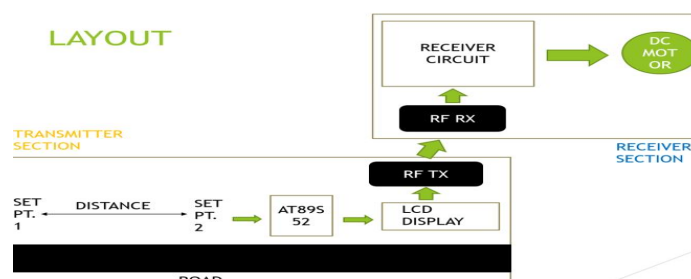 LAYOUT
RECEIVER
CIRCUIT
DC
MOT
OR
RF RX
TRANSMITTER
SECTION
RECEIVER
SECTION
RF TX
SET
PT.
1
DISTANCE
SET
PT.
2
AT89S
52
LCD
DISPLAY
ROAD